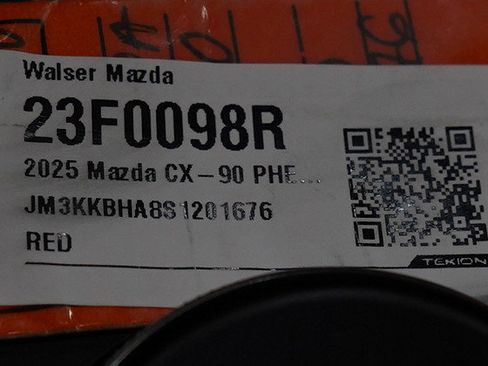 Walser Mazda
23F0098R
2025 Mazda CX-90 PHE...
JM3KKBHA8S1201676
RED
TEKION